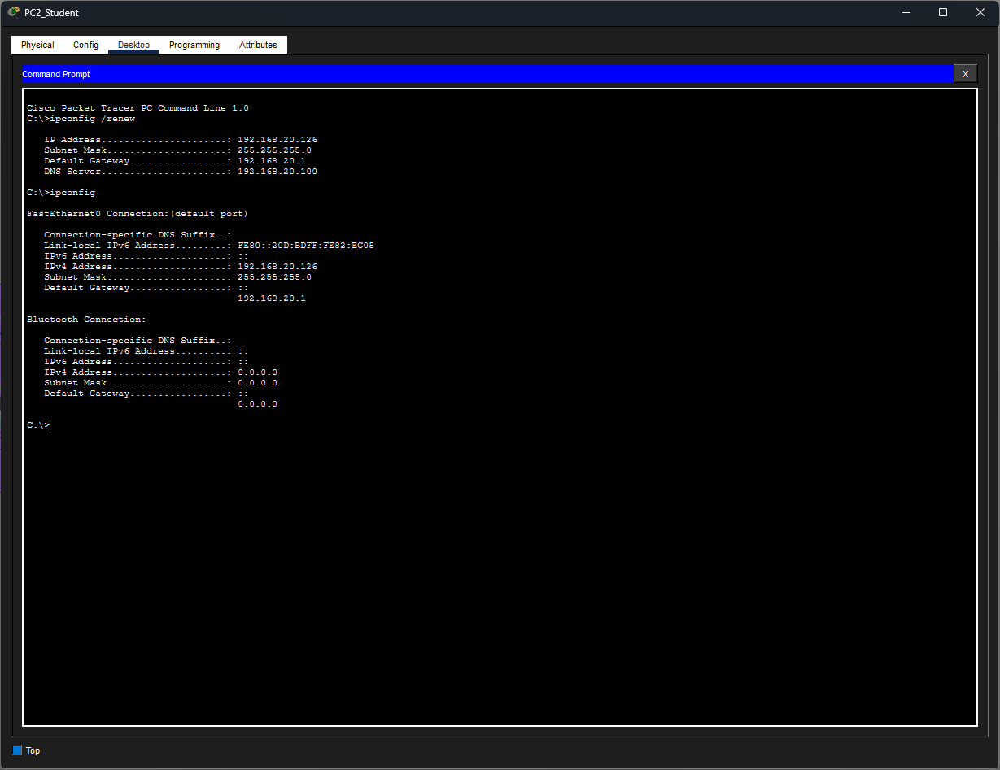 PC2_Student
Physical Config Desktop Programming Attributes
Command Prompt X
Cisco Packet Tracer PC Command Line 1.0
C:\>ipconfig /renew
IP Address......................: 192.168.20.126
Subnet Mask.....................: 255.255.255.0
Default Gateway.................: 192.168.20.1
DNS Server......................: 192.168.20.100
C:\>ipconfig
FastEthernet0 Connection:(default port)
Connection-specific DNS Suffix..:
Link-local IPv6 Address.........: FE80::20D:BDFF:FE82:EC05
IPv6 Address....................: ::
IPv4 Address....................: 192.168.20.126
Subnet Mask.....................: 255.255.255.0
Default Gateway.................: ::
192.168.20.1
Bluetooth Connection:
Connection-specific DNS Suffix..:
Link-local IPv6 Address.........: ::
IPv6 Address....................: ::
IPv4 Address....................: 0.0.0.0
Subnet Mask.....................: 0.0.0.0
Default Gateway.................: ::
0.0.0.0
C:\>
Top